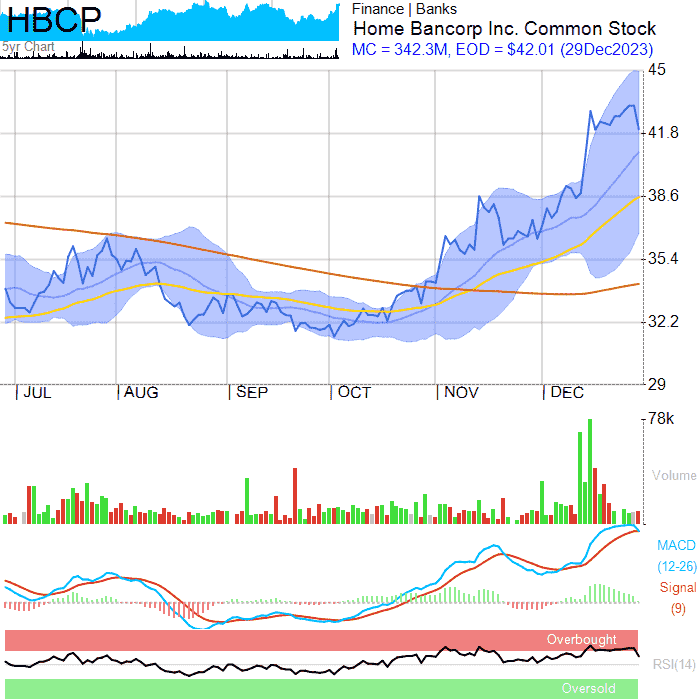 HBCP
5yr Chart
Finance | Banks
Home Bancorp Inc. Common Stock
MC = 342.3M, EOD = $42.01 (29Dec2023)
45
41.8
38.6
35.4
32.2
29
JUL AUG SEP OCT NOV DEC
78k
Volume
MACD
(12-26)
Signal
(9)
Overbought
RSI(14)
Oversold